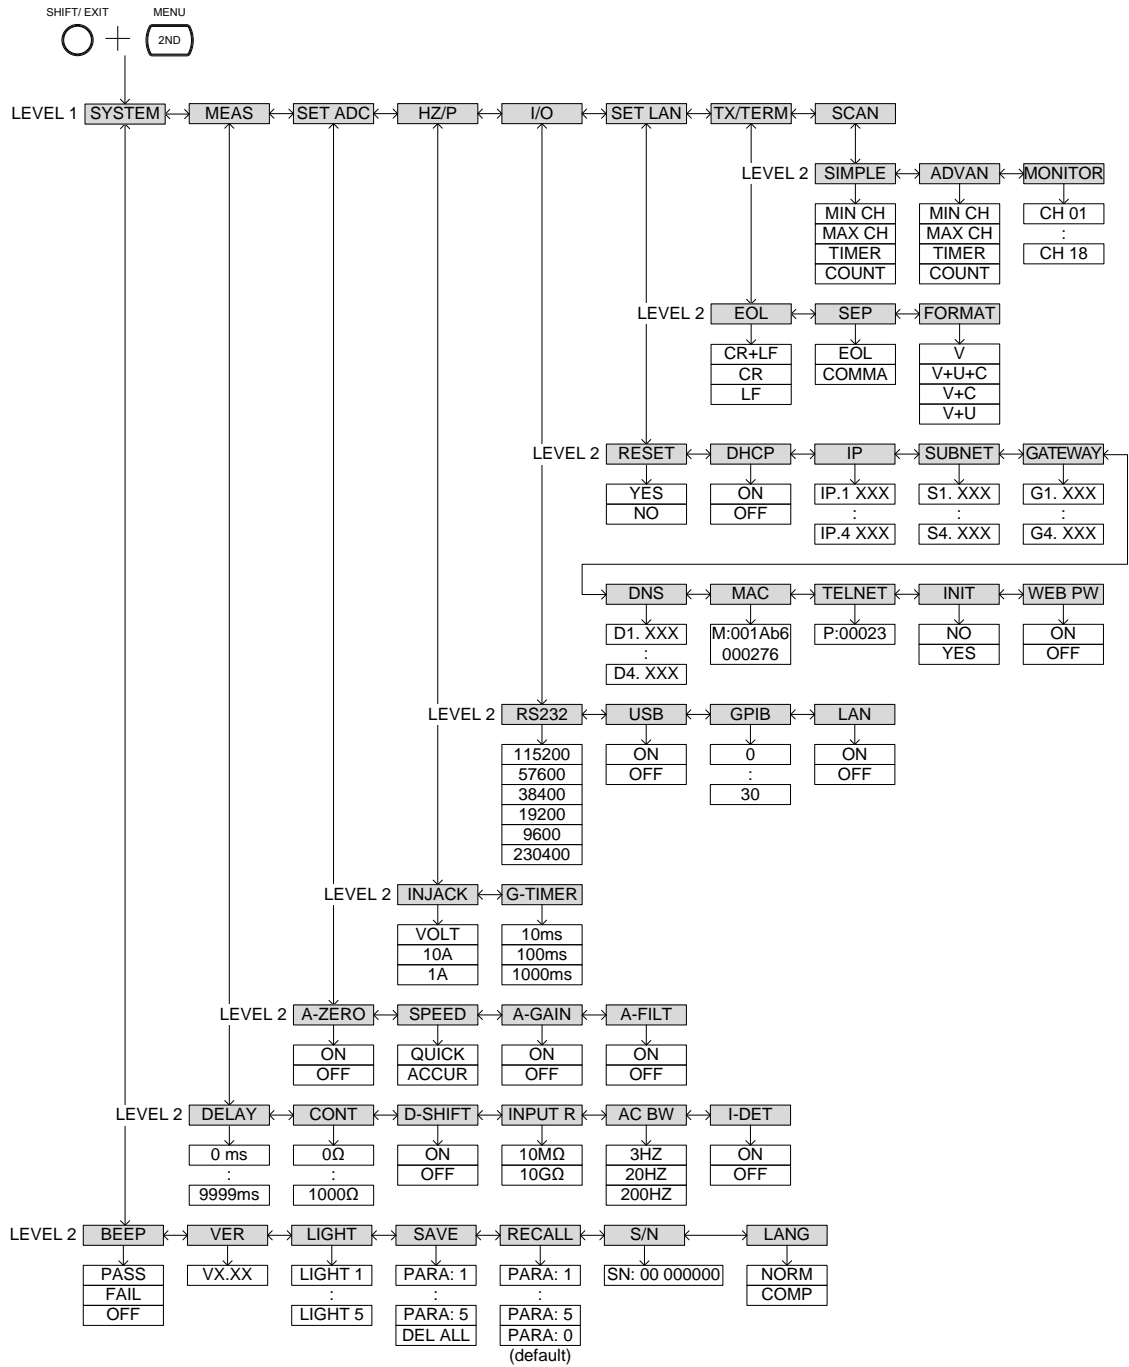 SHIFT/ EXIT MENU
2ND
LEVEL 1 SYSTEM MEAS SET ADC HZ/P I/O SET LAN TX/TERM SCAN
LEVEL 2 SIMPLE ADVAN MONITOR
MIN CH MIN CH CH 01
MAX CH MAX CH :
TIMER TIMER CH 18
COUNT COUNT
LEVEL 2 EOL SEP FORMAT
CR+LF EOL V
CR COMMA V+U+C
LF V+C
V+U
LEVEL 2 RESET DHCP IP SUBNET GATEWAY
YES ON IP.1 XXX S1. XXX G1. XXX
NO OFF : : :
IP.4 XXX S4. XXX G4. XXX
DNS MAC TELNET INIT WEB PW
D1. XXX M:001Ab6 P:00023 NO ON
: 000276 YES OFF
D4. XXX
LEVEL 2 RS232 USB GPIB LAN
115200 ON 0 ON
57600 OFF : OFF
38400 30
19200
9600
230400
LEVEL 2 INJACK G-TIMER
VOLT 10ms
10A 100ms
1A 1000ms
LEVEL 2 A-ZERO SPEED A-GAIN A-FILT
ON QUICK ON ON
OFF ACCUR OFF OFF
LEVEL 2 DELAY CONT D-SHIFT INPUT R AC BW I-DET
0 ms 0Ω ON 10MΩ 3HZ ON
: : OFF 10GΩ 20HZ OFF
9999ms 1000Ω 200HZ
LEVEL 2 BEEP VER LIGHT SAVE RECALL S/N LANG
PASS VX.XX LIGHT 1 PARA: 1 PARA: 1 SN: 00 000000 NORM
FAIL : : : COMP
OFF LIGHT 5 PARA: 5 PARA: 5
DEL ALL PARA: 0
(default)